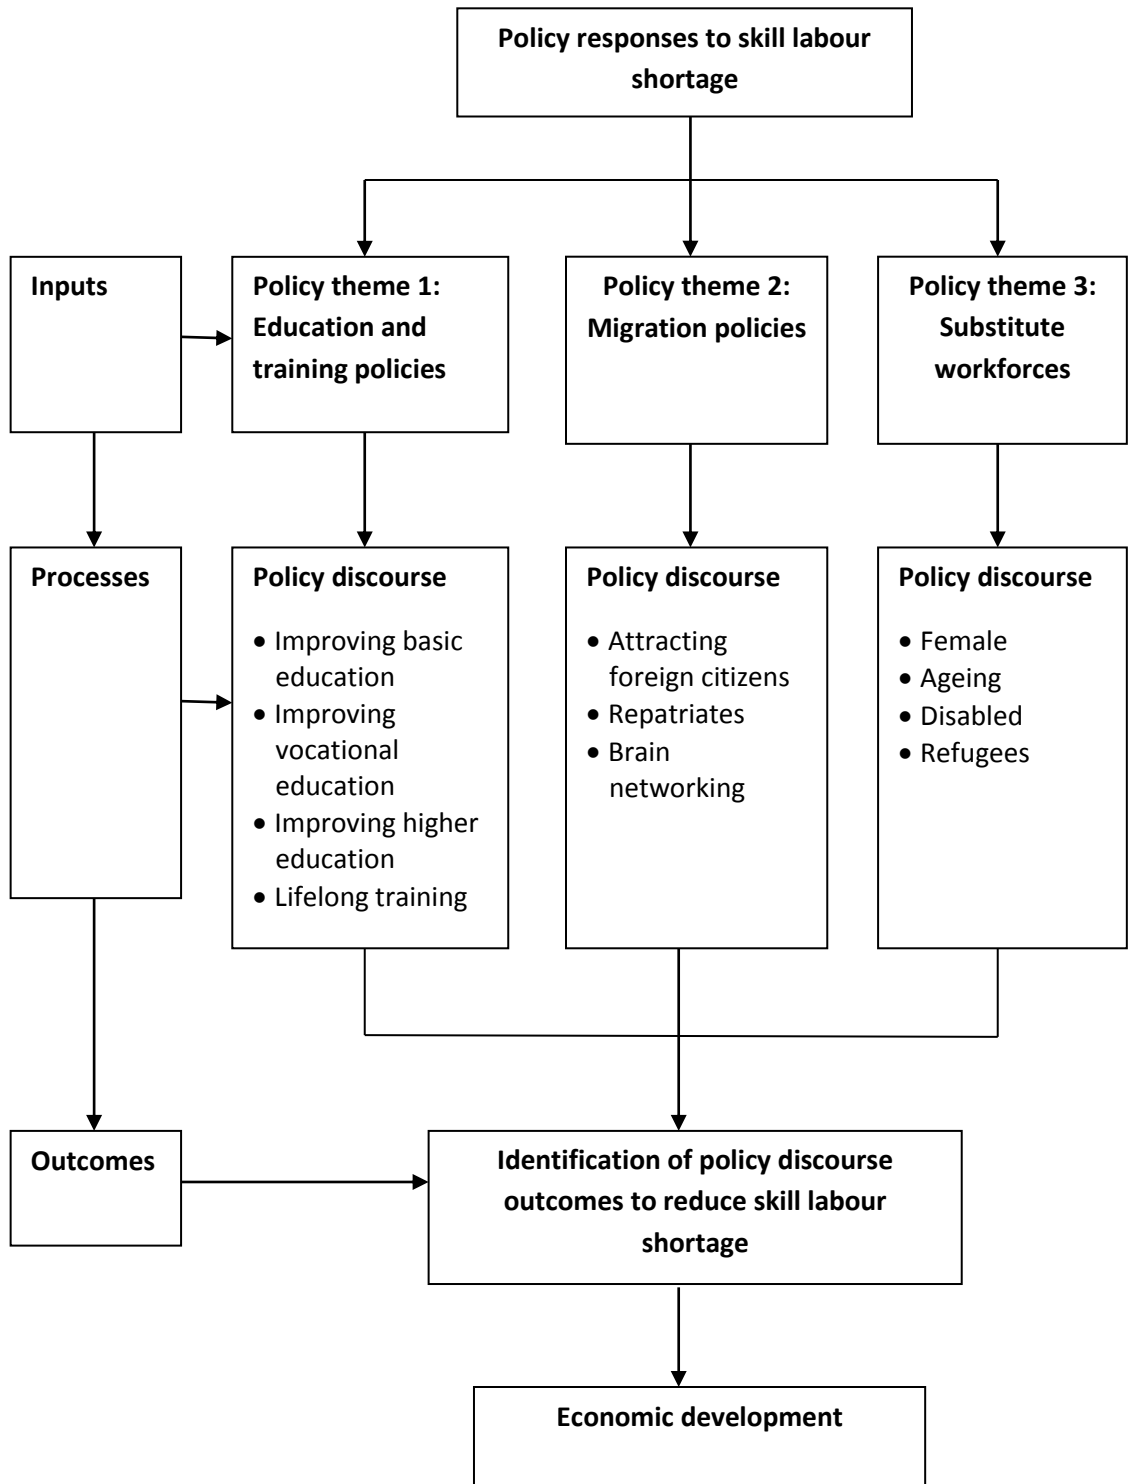 Policy responses to skill labour
shortage
Inputs
Policy theme 1:
Education and
training policies
Policy theme 2:
Migration policies
Policy theme 3:
Substitute
workforces
Processes
Policy discourse
• Improving basic
education
• Improving
vocational
education
• Improving higher
education
• Lifelong training
Policy discourse
• Attracting
foreign citizens
• Repatriates
• Brain
networking
Policy discourse
• Female
• Ageing
• Disabled
• Refugees
Outcomes
Identification of policy discourse
outcomes to reduce skill labour
shortage
Economic development